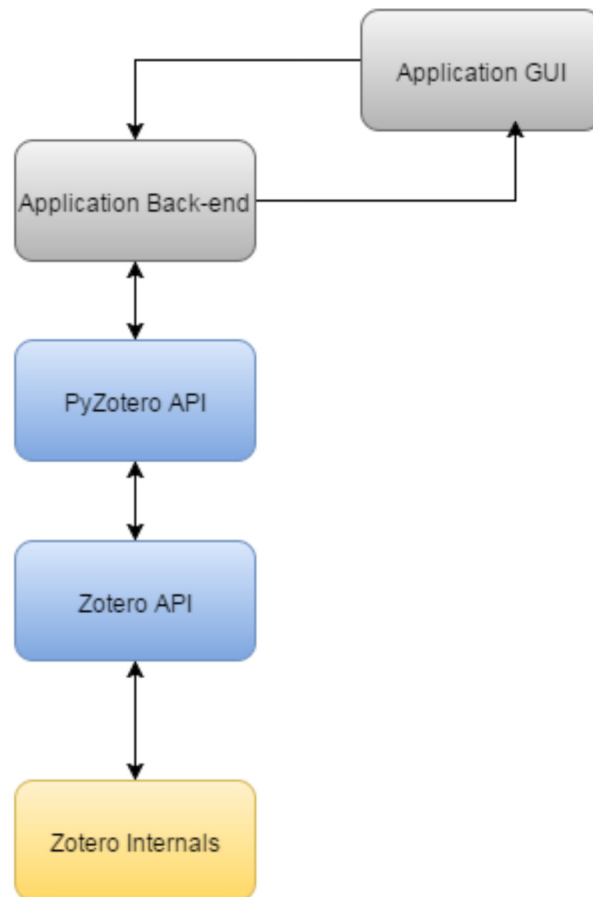 Application GUI
Application Back-end
PyZotero API
Zotero API
Zotero Internals